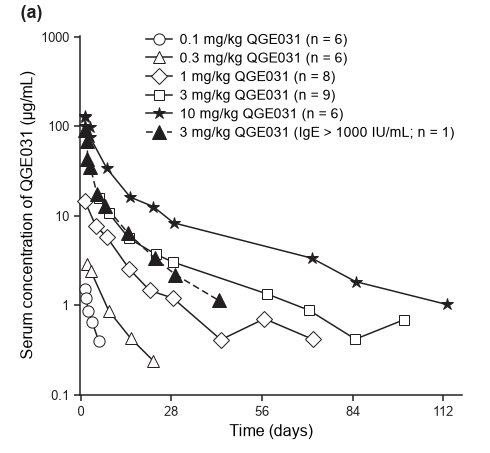 (a)
1000
100
10
1
0.1
Serum concentration of QGE031 (µg/mL)
0.1 mg/kg QGE031 (n = 6)
0.3 mg/kg QGE031 (n = 6)
1 mg/kg QGE031 (n = 8)
3 mg/kg QGE031 (n = 9)
10 mg/kg QGE031 (n = 6)
3 mg/kg QGE031 (IgE > 1000 IU/mL; n = 1)
0 28 56 84 112
Time (days)